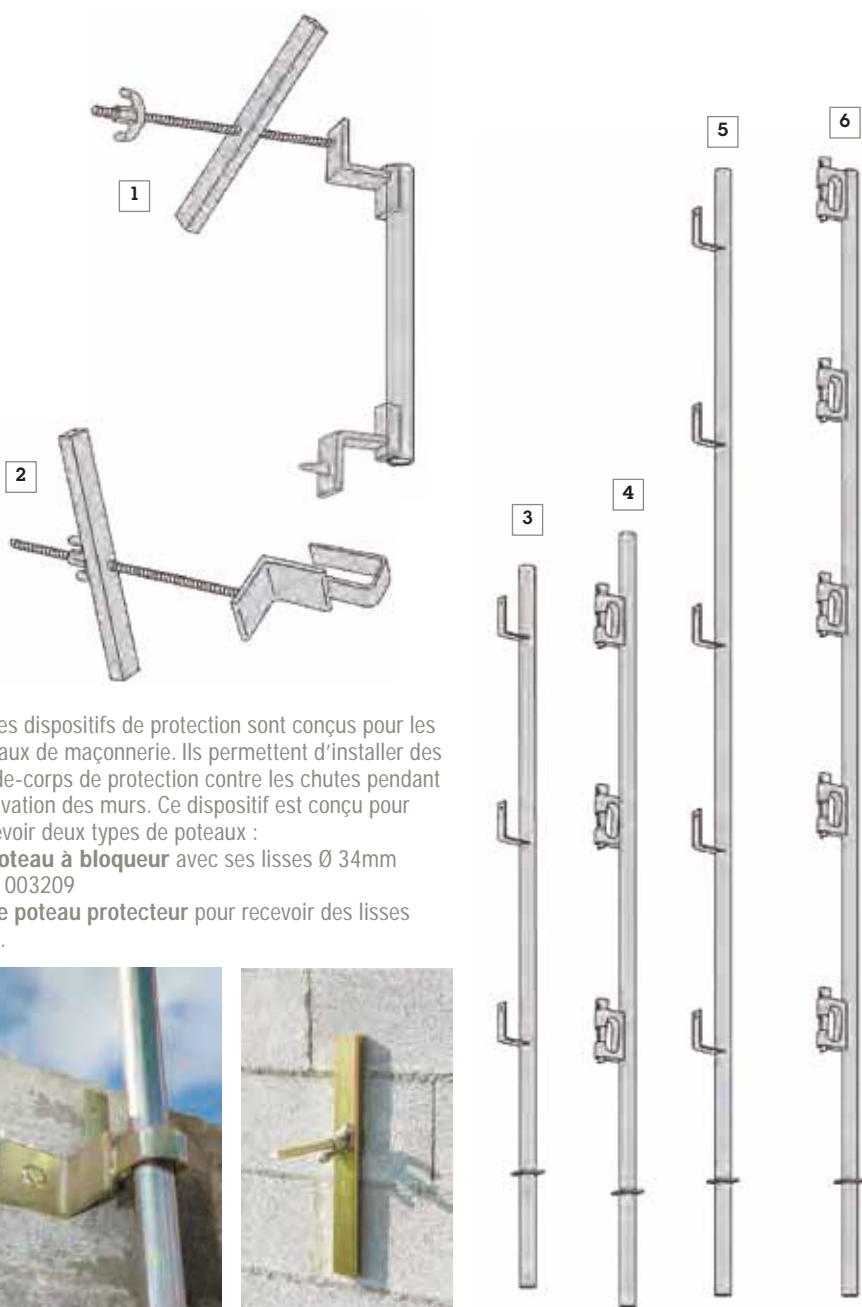 1
5
6
2
3
4
es dispositifs de protection sont conçus pour les
aux de maçonnerie. Ils permettent d'installer des
de-corps de protection contre les chutes pendant
vation des murs. Ce dispositif est conçu pour
evoir deux types de poteaux :
oteau à bloqueur avec ses lisses Ø 34mm
003209
e poteau protecteur pour recevoir des lisses
.